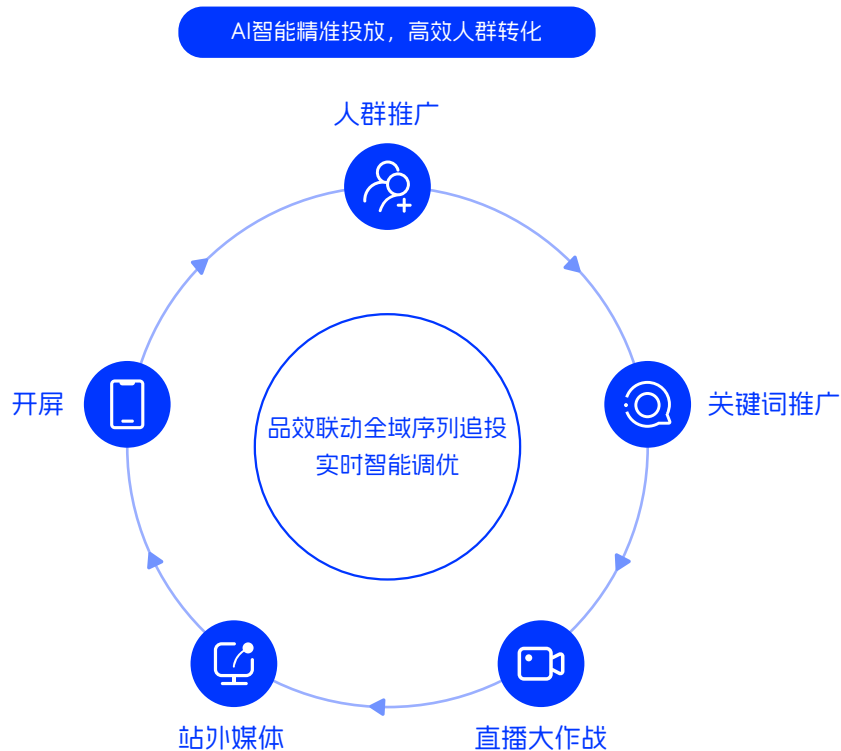 AI智能精准投放，高效人群转化
人群推广
开屏
关键词推广
品效联动全域序列追投
实时智能调优
站外媒体
直播大作战